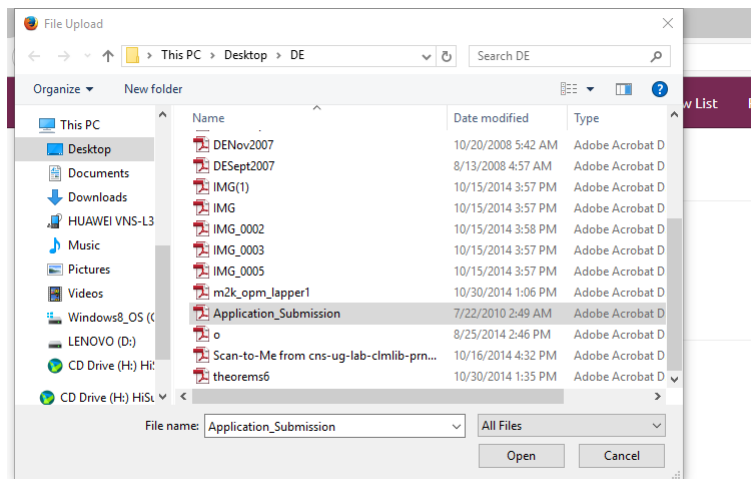 File Upload
This PC > Desktop > DE
Search DE
Organize
New folder
w List
Name
Date modified
Type
This PC
Desktop
Documents
Downloads
HUAWEI VNS-L3
Music
Pictures
Videos
Windows8_OS (
LENOVO (D:)
CD Drive (H:) Hi
CD Drive (H:) HiSu
DENov2007 10/20/2008 5:42 AM Adobe Acrobat D
DESept2007 8/13/2008 4:57 AM Adobe Acrobat D
IMG(1) 10/15/2014 3:57 PM Adobe Acrobat D
IMG 10/15/2014 3:57 PM Adobe Acrobat D
IMG_0002 10/15/2014 3:58 PM Adobe Acrobat D
IMG_0003 10/15/2014 3:57 PM Adobe Acrobat D
IMG_0005 10/15/2014 3:57 PM Adobe Acrobat D
m2k_opm_lapper1 10/30/2014 1:06 PM Adobe Acrobat D
Application_Submission 7/22/2010 2:49 AM Adobe Acrobat D
o 8/25/2014 2:46 PM Adobe Acrobat D
Scan-to-Me from cns-ug-lab-clmlib-prn... 10/16/2014 4:32 PM Adobe Acrobat D
theorems6 10/30/2014 1:35 PM Adobe Acrobat D
File name: Application_Submission
All Files
Open
Cancel